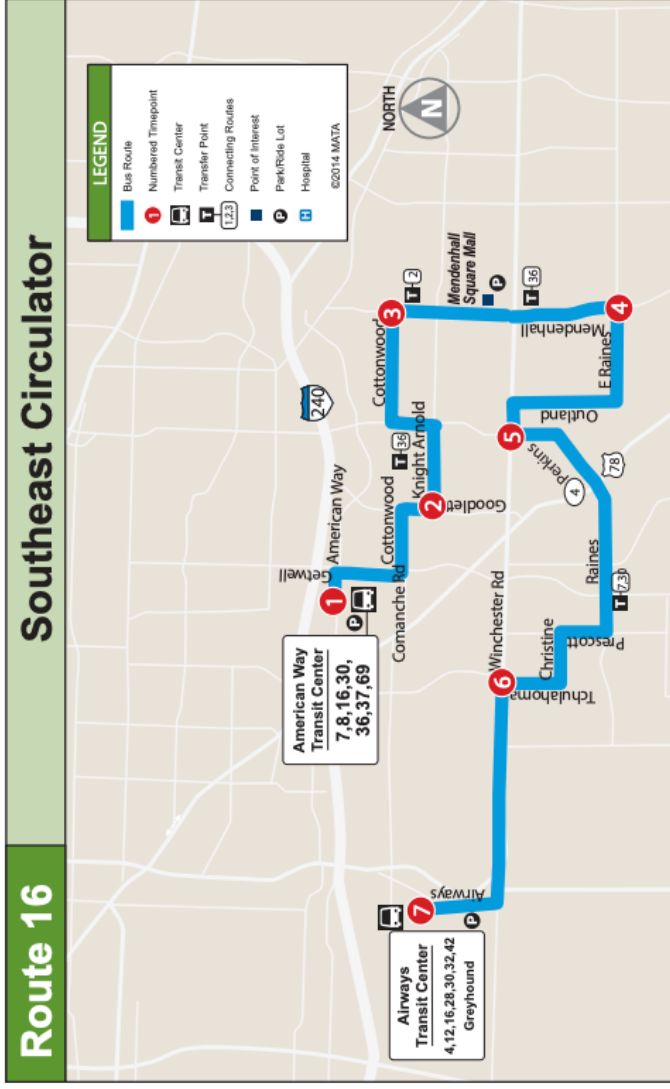 Route 16
Southeast Circulator
LEGEND
Bus Route
1
Numbered Timepoint
Transit Center
T
Transfer Point
1,2,3
Connecting Routes
Point of Interest
P
Park/Ride Lot
H
Hospital
©2014 MATA
NORTH
N
240
American Way
Getwell
1
P
American Way
Transit Center
7,8,16,30,
36,37,69
Comanche Rd
Cottonwood
Knight Arnold
T 36
2
Goodlett
Cottonwood
3
T 2
Mendenhall
Square Mall
P
T 36
Mendenhall
4
E Raines
Outland
5
Perkins
4
78
Raines
T
Prescott
Christine
Tchulahoma
6
Winchester Rd
Airways
7
P
Airways
Transit Center
4,12,16,28,30,32,42
Greyhound